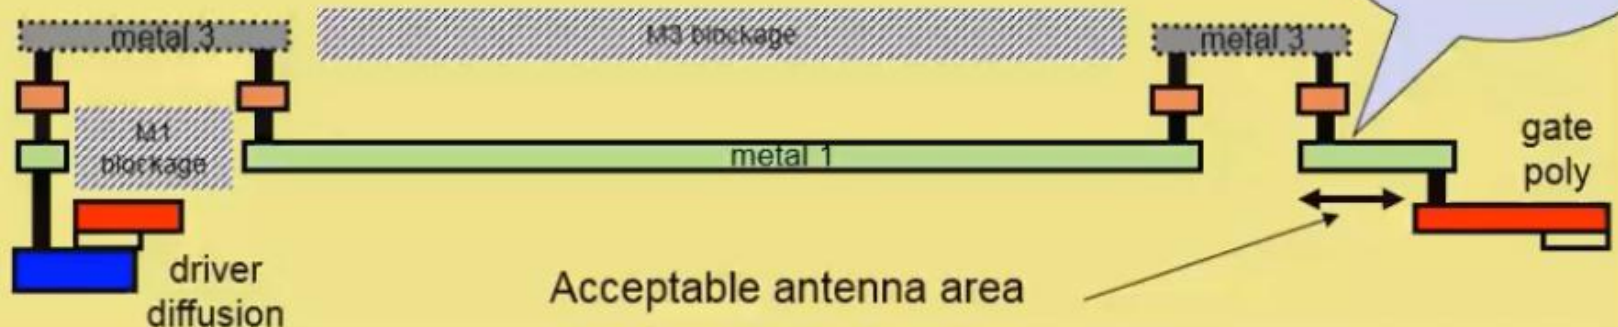 metal 3
M3 blockage
metal 3
M1
blockage
metal 1
gate
poly
driver
diffusion
Acceptable antenna area